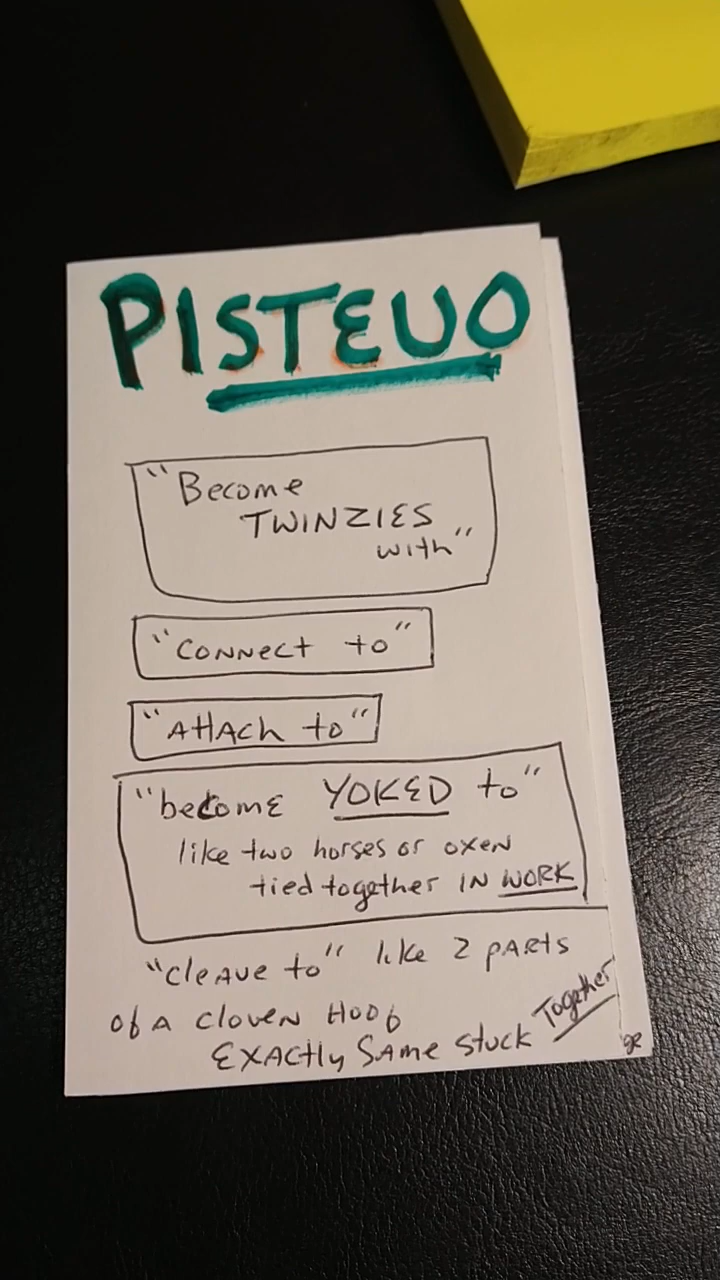 PISTEUO
"Become
TWINZIES
with"
"CONNECT to"
"ATTACH to"
"become YOKED to"
like two horses or oxen
tied together IN WORK
"cleave to" like 2 PARTS
of A cloven Hoof
EXACTLY SAME stuck Together